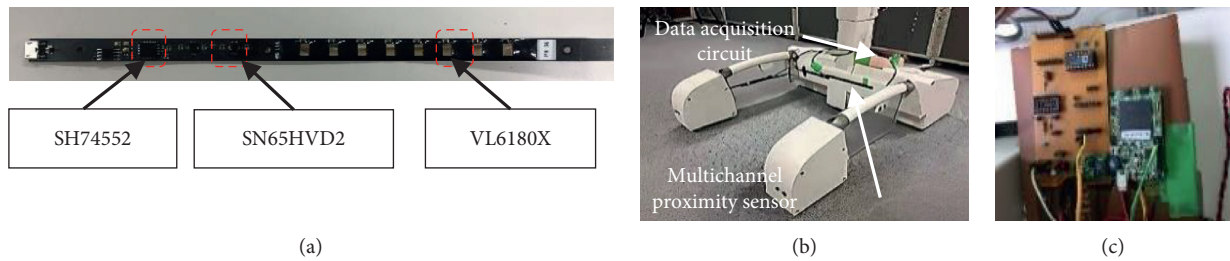 SH74552
SN65HVD2
VL6180X
(a)
Data acquisition
circuit
Multichannel
proximity sensor
(b)
(c)